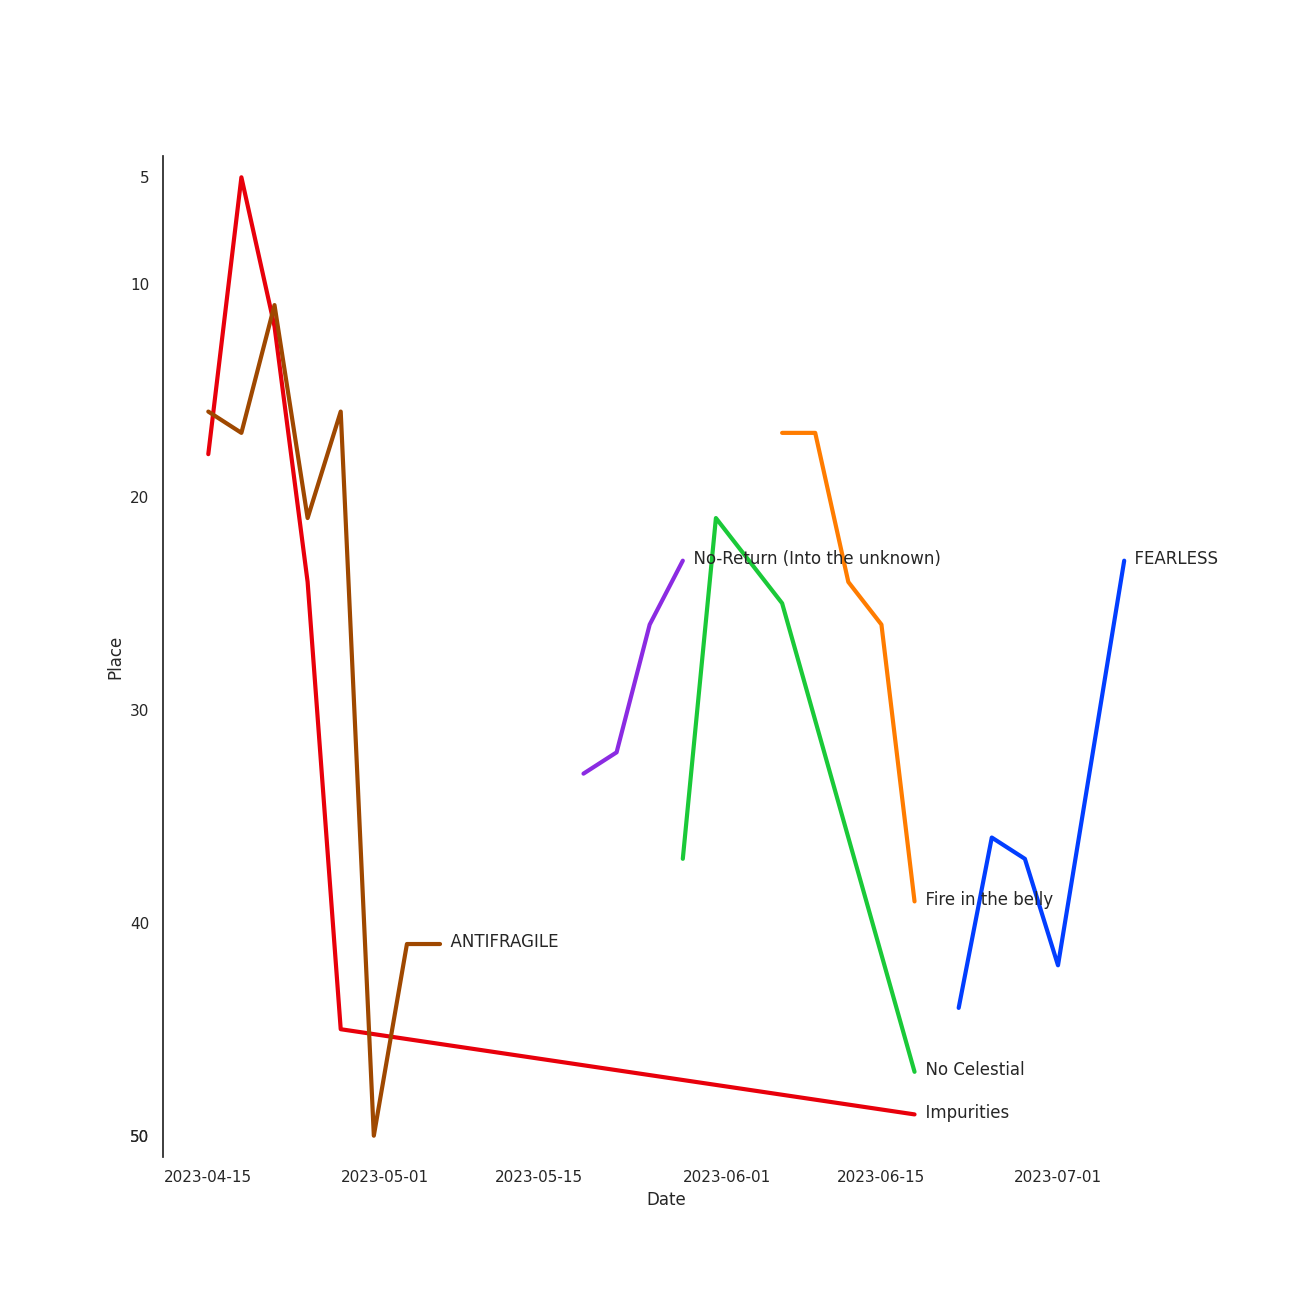 5
10
20
30
40
50
Place
No-Return (Into the unknown)
FEARLESS
Fire in the belly
ANTIFRAGILE
No Celestial
Impurities
2023-04-15
2023-05-01
2023-05-15
2023-06-01
2023-06-15
2023-07-01
Date